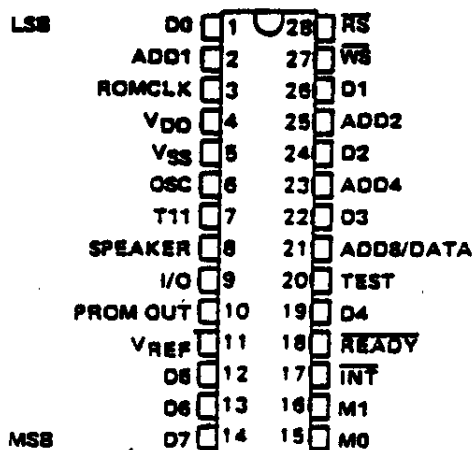 LSB D0 1 28 RS
ADD1 2 27 WS
ROMCLK 3 26 D1
VDD 4 25 ADD2
VSS 5 24 D2
OSC 6 23 ADD4
T11 7 22 D3
SPEAKER 8 21 ADD8/DATA
I/O 9 20 TEST
PROM OUT 10 19 D4
VREF 11 18 READY
D5 12 17 INT
D6 13 16 M1
MSB D7 14 15 M0